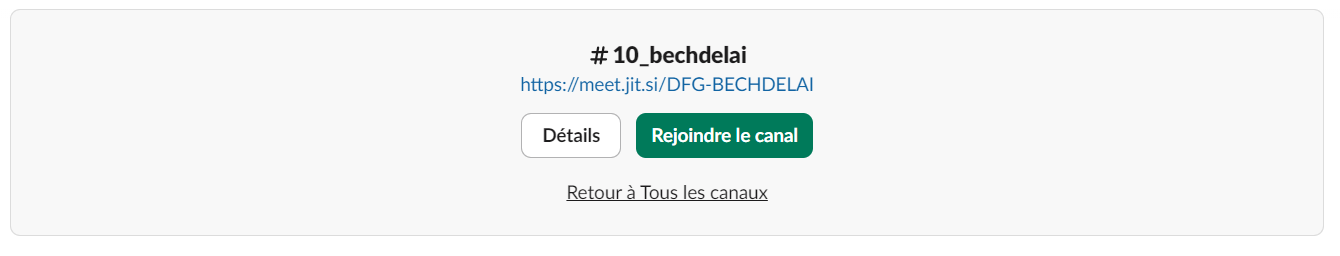 # 10_bechdelai
https://meet.jit.si/DFG-BECHDELAI
Détails Rejoindre le canal
Retour à Tous les canaux